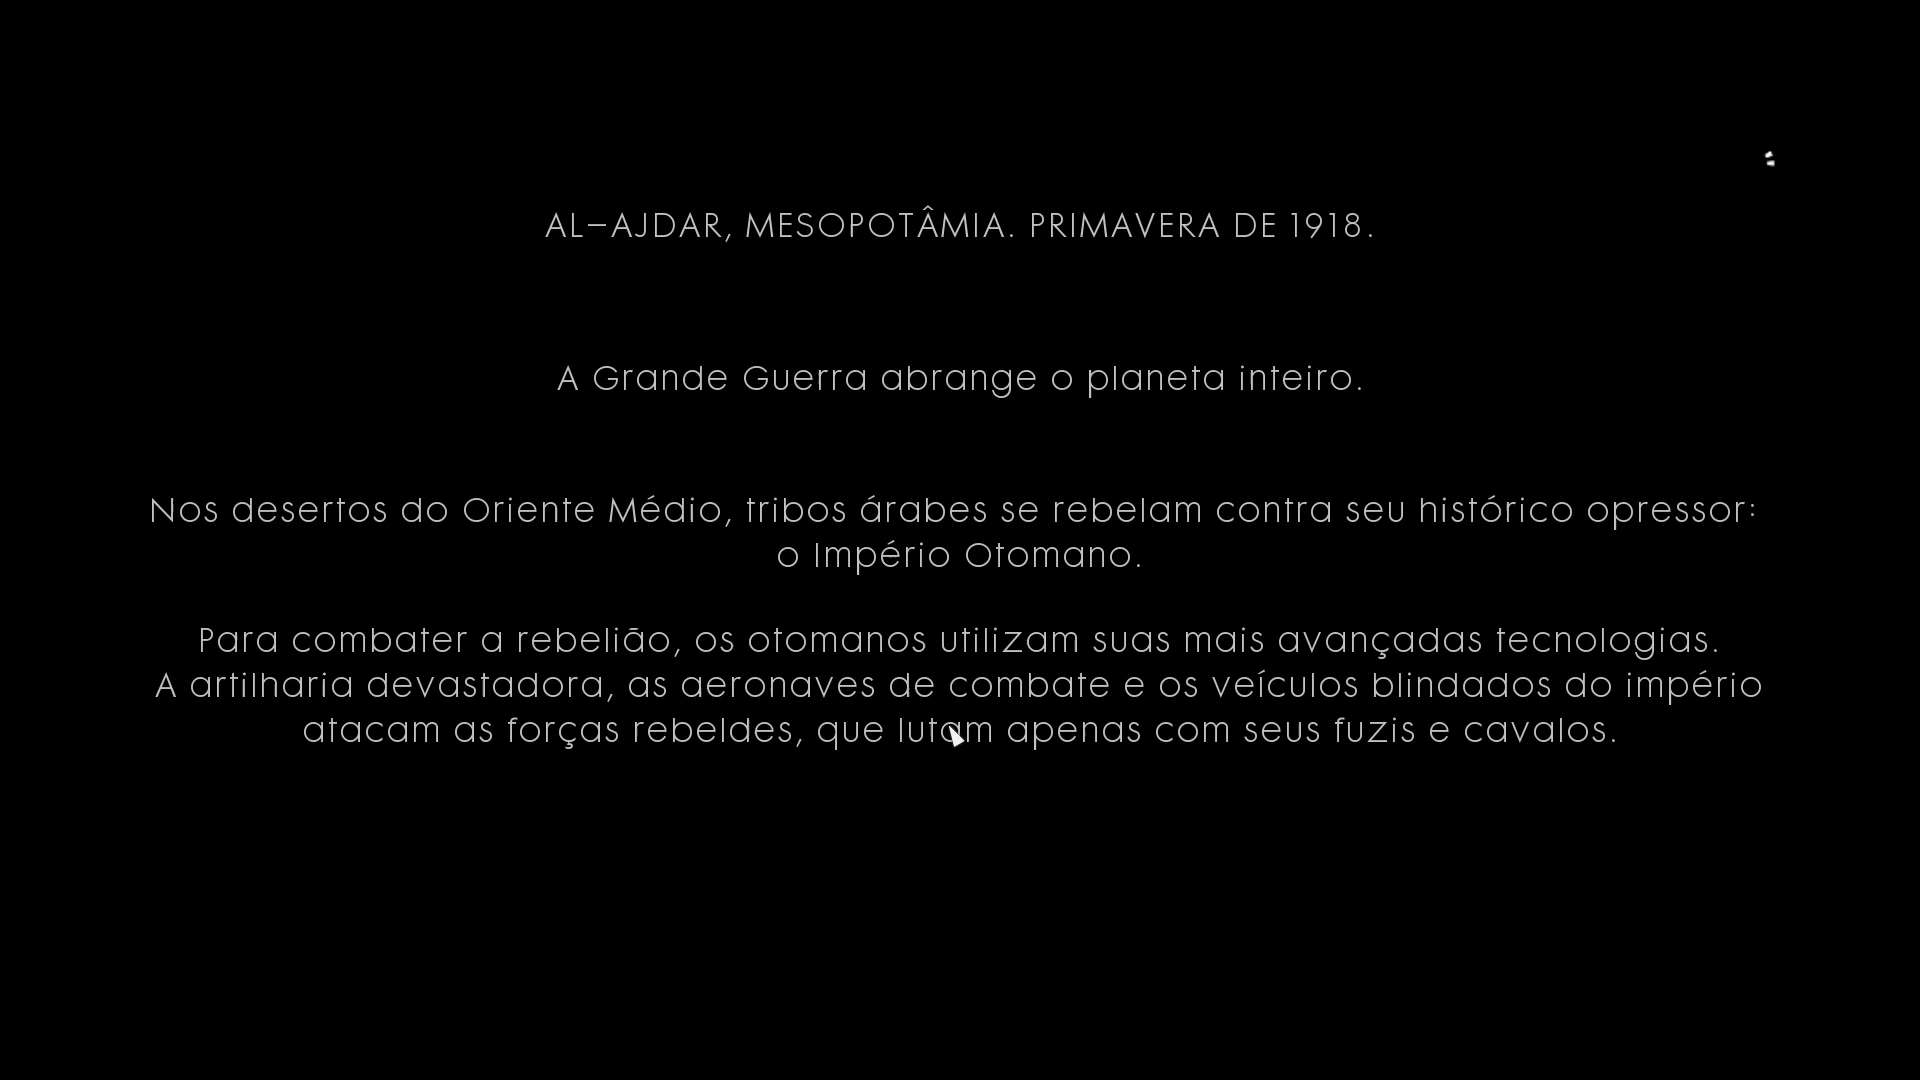 AL-AJDAR, MESOPOTÂMIA. PRIMAVERA DE 1918.
A Grande Guerra abrange o planeta inteiro.
Nos desertos do Oriente Médio, tribos árabes se rebelam contra seu histórico opressor:
o Império Otomano.
Para combater a rebelião, os otomanos utilizam suas mais avançadas tecnologias.
A artilharia devastadora, as aeronaves de combate e os veículos blindados do império
atacam as forças rebeldes, que lutam apenas com seus fuzis e cavalos.